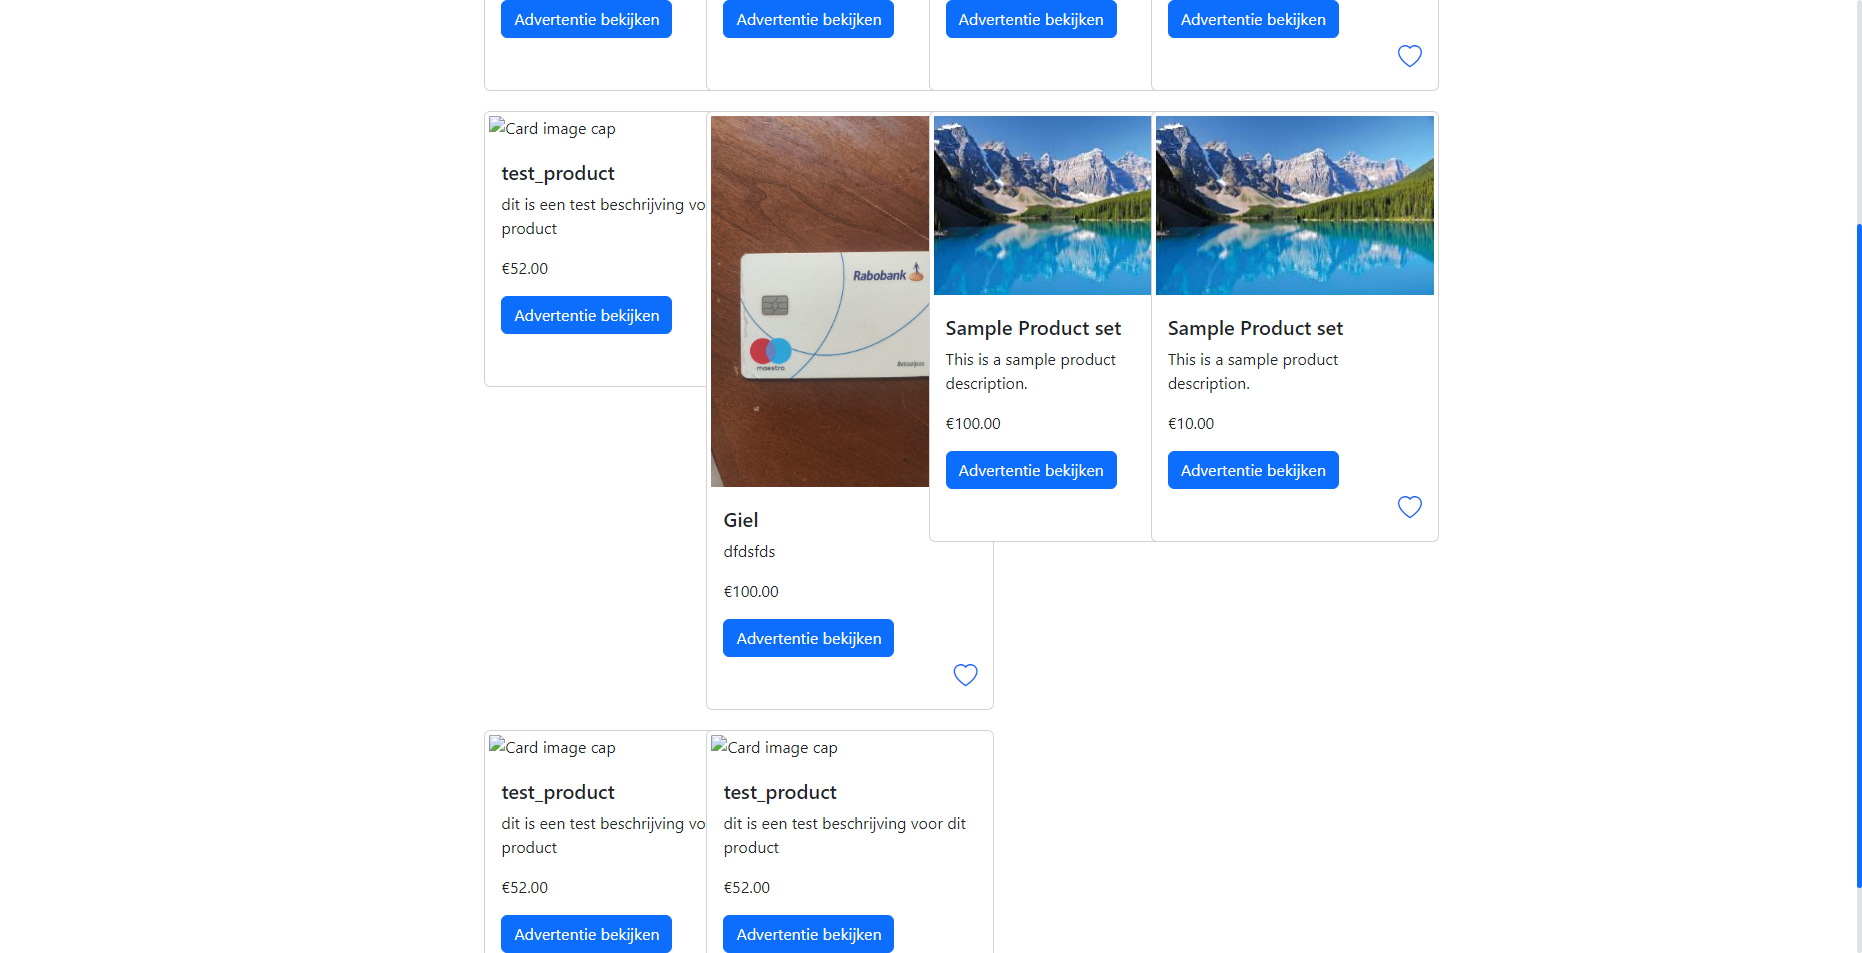 Advertentie bekijken
Advertentie bekijken
Advertentie bekijken
Advertentie bekijken
Card image cap
test_product
dit is een test beschrijving vo
product
€52.00
Advertentie bekijken
Rabobank
maestro
Betaalpas
Giel
dfdsfds
€100.00
Advertentie bekijken
Sample Product set
This is a sample product
description.
€100.00
Advertentie bekijken
Sample Product set
This is a sample product
description.
€10.00
Advertentie bekijken
Card image cap
test_product
dit is een test beschrijving vo
product
€52.00
Advertentie bekijken
Card image cap
test_product
dit is een test beschrijving voor dit
product
€52.00
Advertentie bekijken